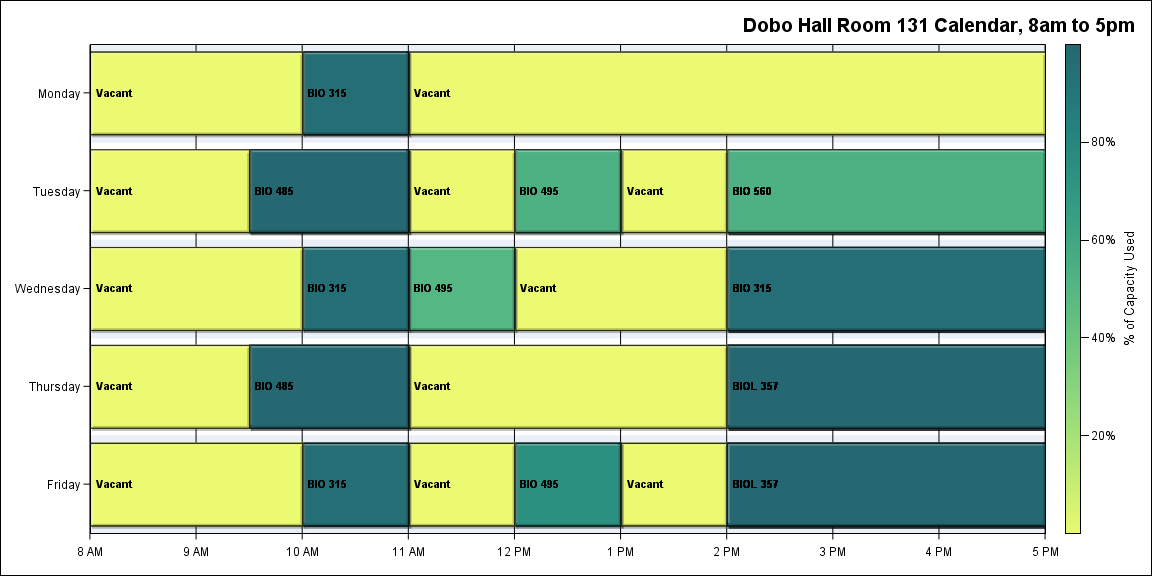 Dobo Hall Room 131 Calendar, 8am to 5pm
Monday
Vacant
BIO 315
Vacant
Tuesday
Vacant
BIO 485
Vacant
BIO 495
Vacant
BIO 560
Wednesday
Vacant
BIO 315
BIO 495
Vacant
BIO 315
Thursday
Vacant
BIO 485
Vacant
BIOL 357
Friday
Vacant
BIO 315
Vacant
BIO 495
Vacant
BIOL 357
8 AM
9 AM
10 AM
11 AM
12 PM
1 PM
2 PM
3 PM
4 PM
5 PM
80%
60%
40%
20%
% of Capacity Used